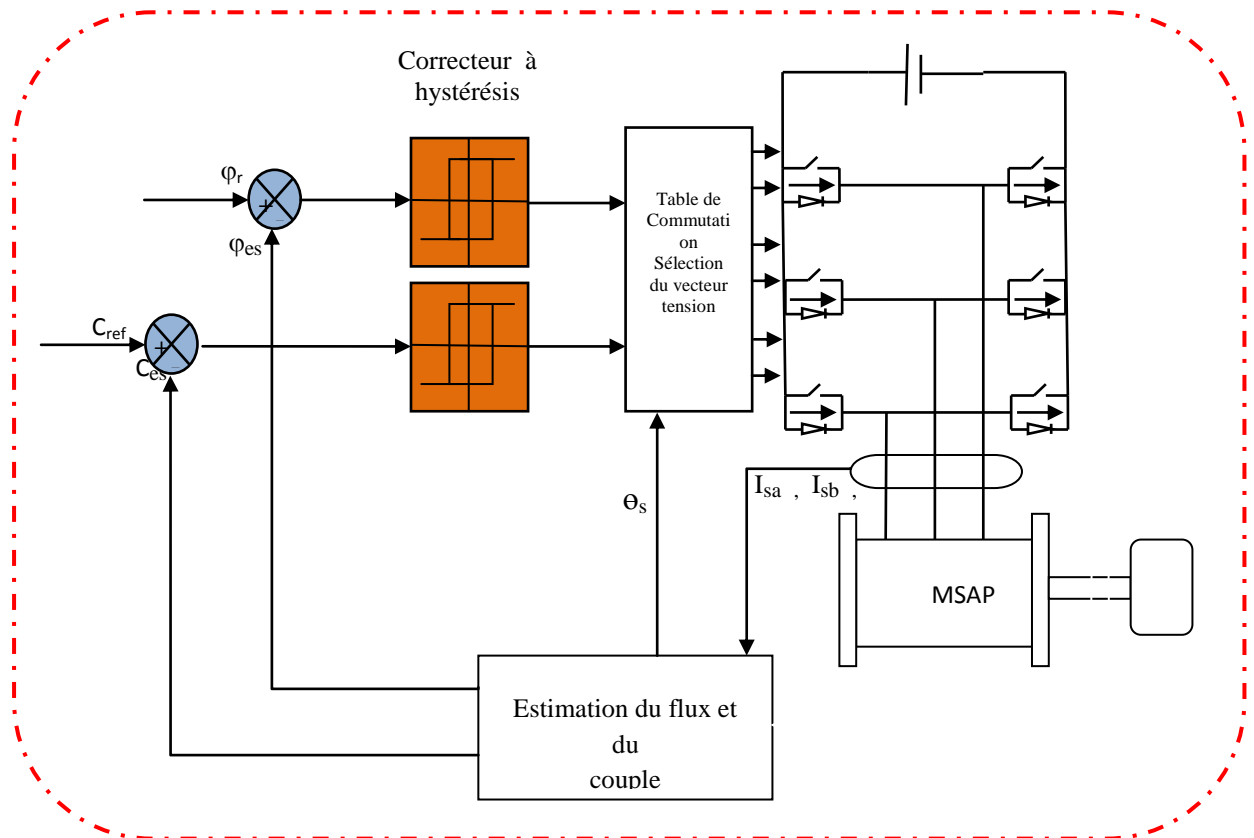 Correcteur à
hystérésis
φr
+
_
φes
Cref
+
_
Ces
Table de
Commutati
on
Sélection
du vecteur
tension
Isa , Isb ,
Өs
MSAP
Estimation du flux et
du
couple